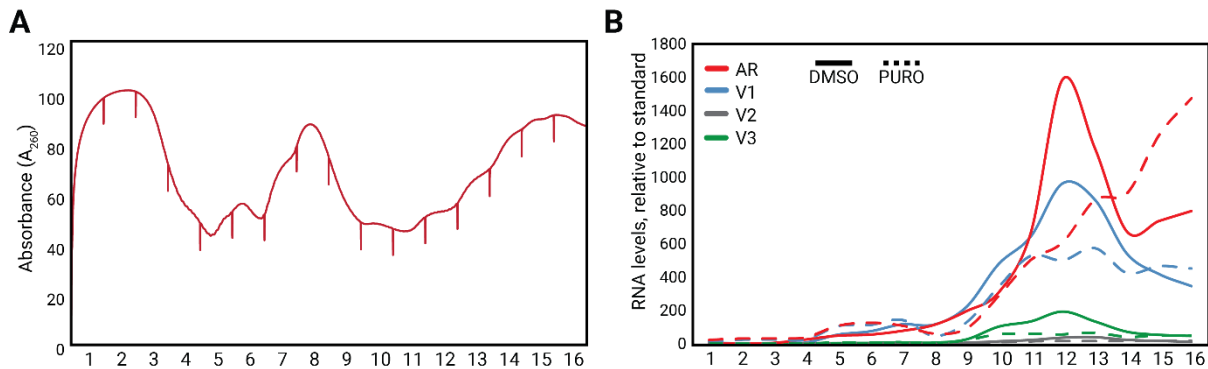 A
Absorbance (A260)
120
100
80
60
40
20
0
1 2 3 4 5 6 7 8 9 10 11 12 13 14 15 16
B
RNA levels, relative to standard
1800
1600
1400
1200
1000
800
600
400
200
0
AR
V1
V2
V3
DMSO PURO
1 2 3 4 5 6 7 8 9 10 11 12 13 14 15 16